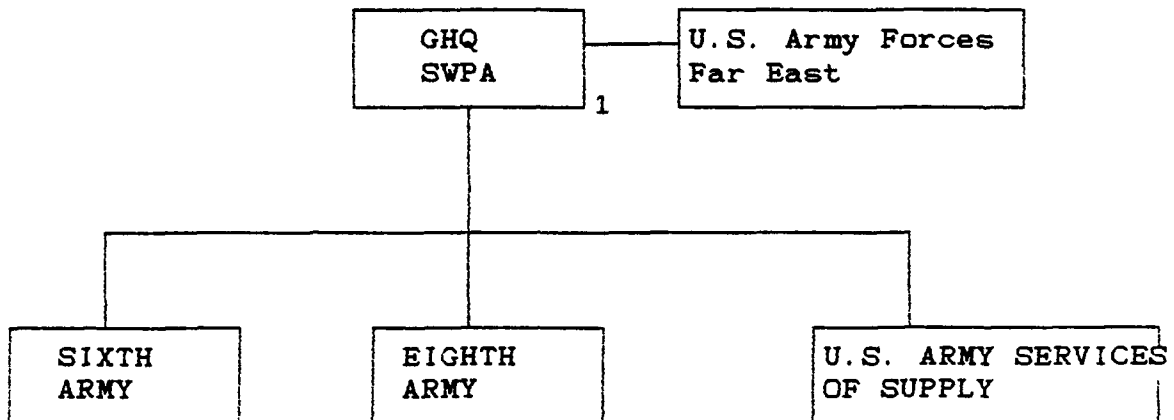 GHQ
SWPA
U.S. Army Forces
Far East
1
SIXTH
ARMY
EIGHTH
ARMY
U.S. ARMY SERVICES
OF SUPPLY